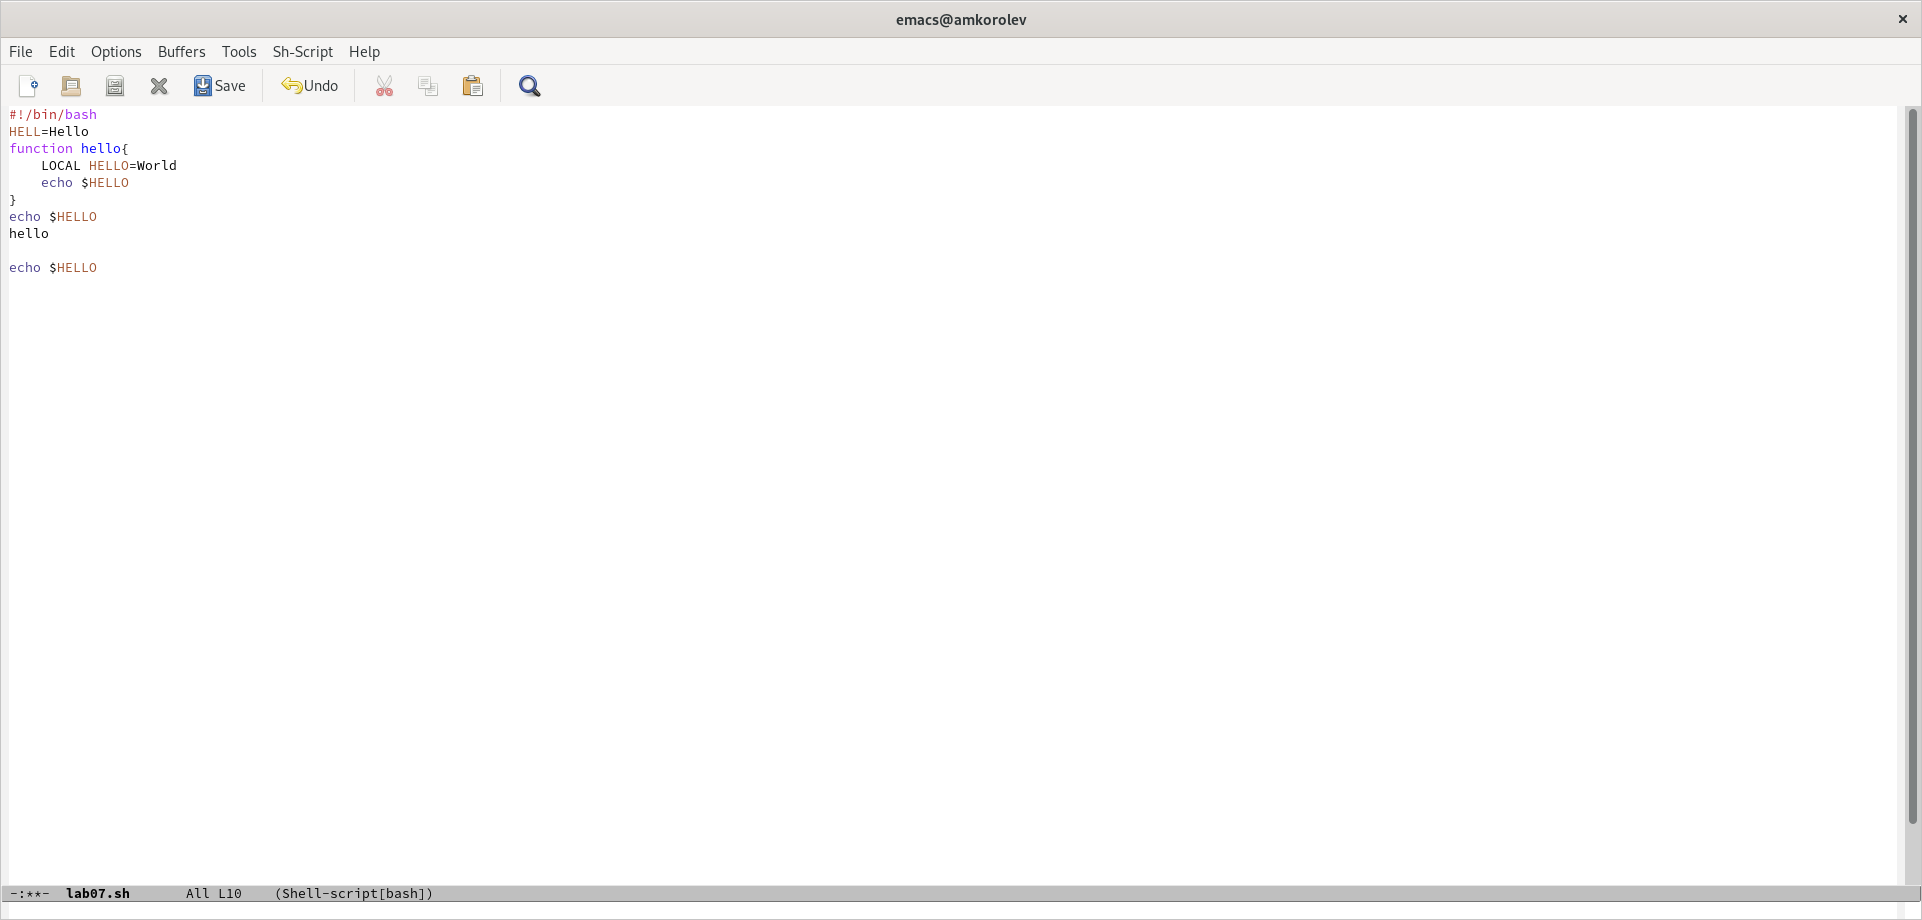 emacs@amkorolev
File Edit Options Buffers Tools Sh-Script Help
Save Undo
#!/bin/bash
HELL=Hello
function hello{
    LOCAL HELLO=World
    echo $HELLO
}
echo $HELLO
hello

echo $HELLO
-:**-  lab07.sh       All L10    (Shell-script[bash])